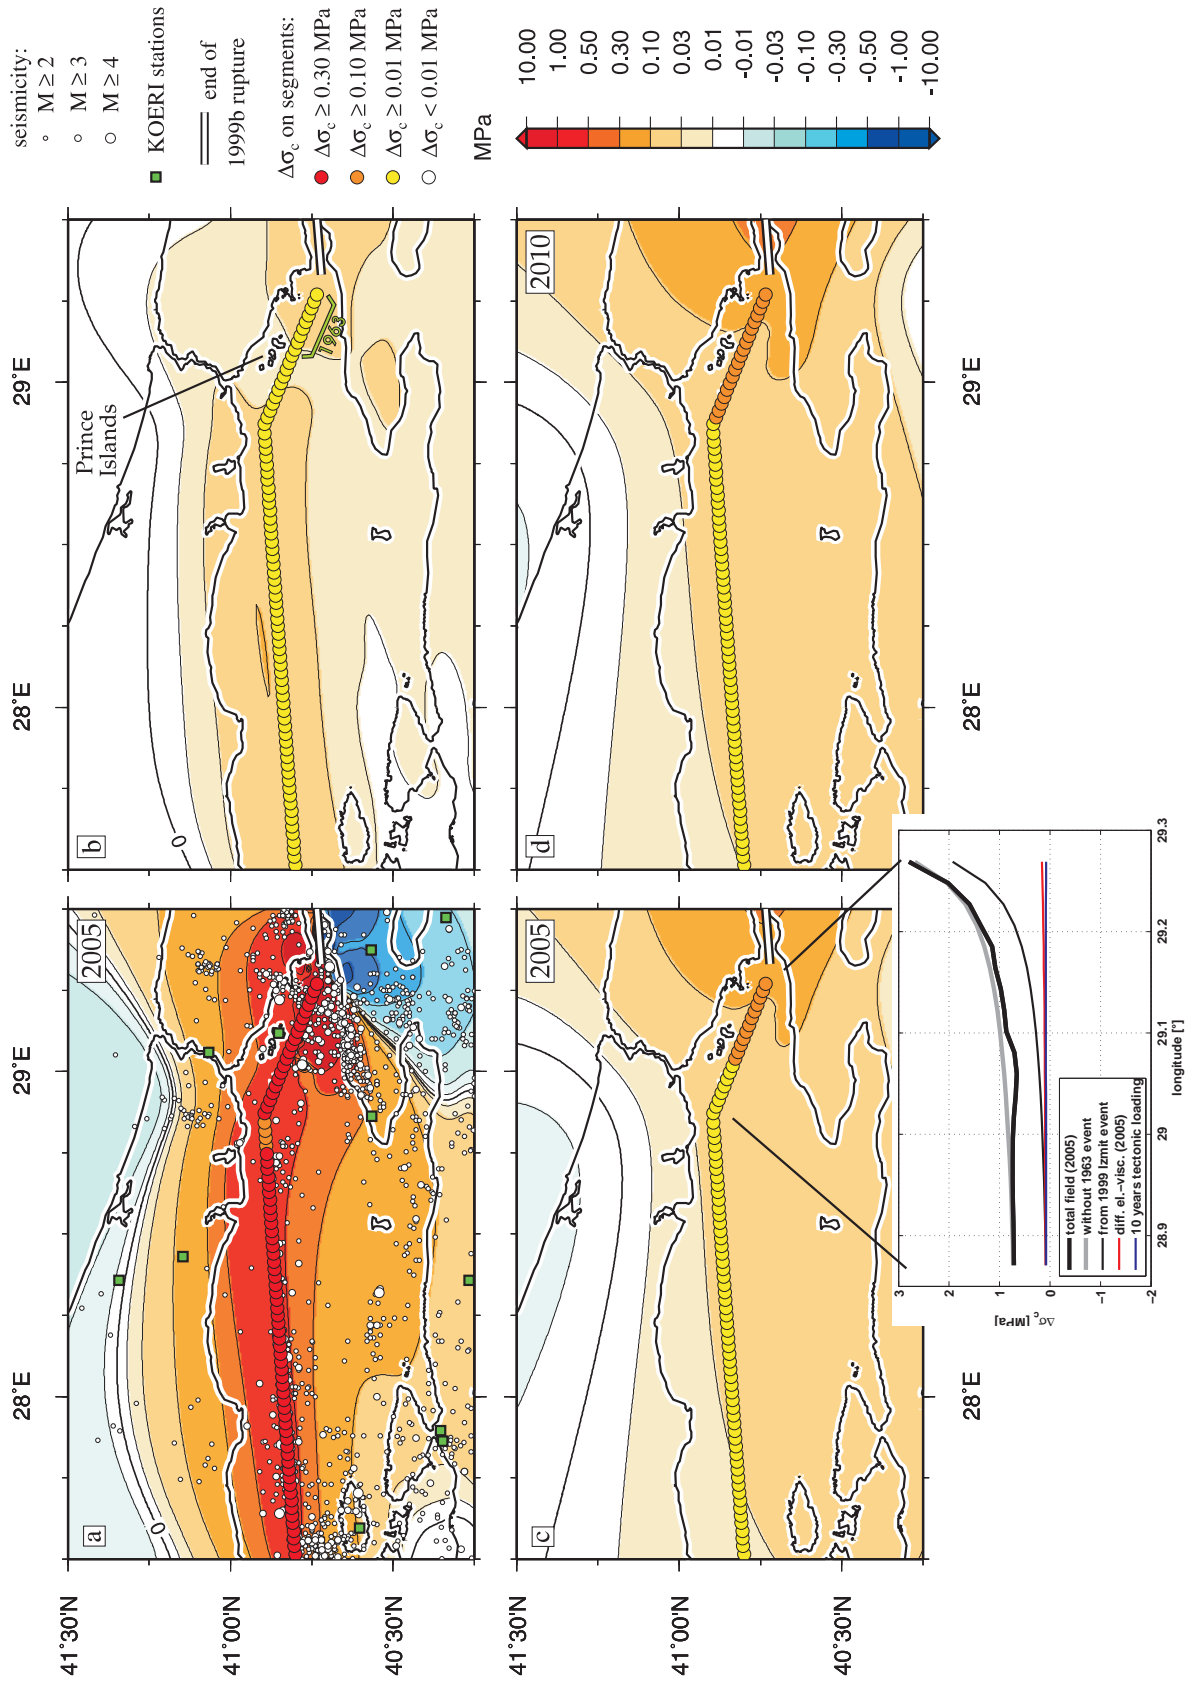 seismicity:
M ≥ 2
M ≥ 3
M ≥ 4
KOERI stations
end of
1999b rupture
Δσc on segments:
Δσc ≥ 0.30 MPa
Δσc ≥ 0.10 MPa
Δσc ≥ 0.01 MPa
Δσc < 0.01 MPa
MPa
10.00
1.00
0.50
0.30
0.10
0.03
0.01
-0.01
-0.03
-0.10
-0.30
-0.50
-1.00
-10.00
28˚E
29˚E
28˚E
29˚E
41˚30'N
41˚00'N
40˚30'N
a
2005
0
b
Prince
Islands
1963
0
41˚30'N
41˚00'N
40˚30'N
c
2005
d
2010
28˚E
28˚E
29˚E
3
2
1
0
−1
−2
Δσc [MPa]
28.9
29
29.1
29.2
29.3
longitude [°]
total field (2005)
without 1963 event
from 1999 Izmit event
diff. el.−visc. (2005)
10 years tectonic loading